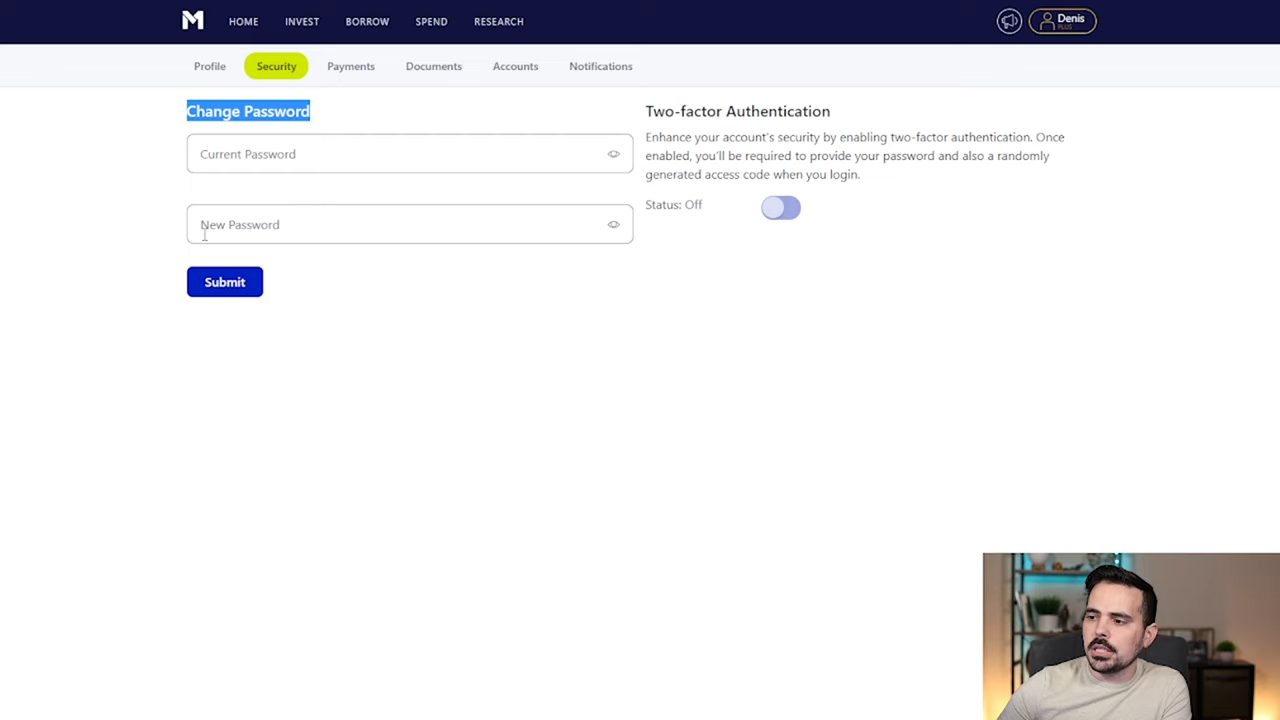 M HOME INVEST BORROW SPEND RESEARCH Denis
PLUS
Profile Security Payments Documents Accounts Notifications
Change Password
Current Password
New Password
Submit
Two-factor Authentication
Enhance your account's security by enabling two-factor authentication. Once
enabled, you'll be required to provide your password and also a randomly
generated access code when you login.
Status: Off